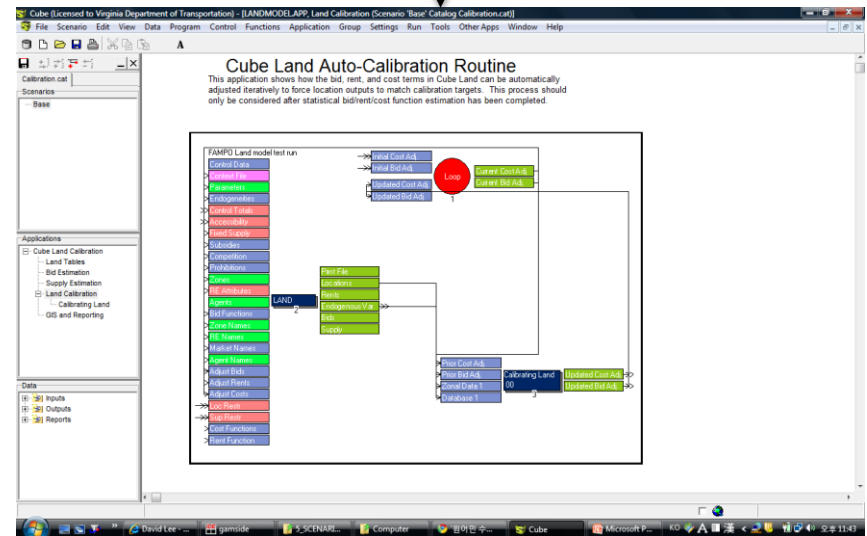 Cube (Licensed to Virginia Department of Transportation) - [LANDMODEL.APP, Land Calibration (Scenario 'Base' Catalog Calibration.cat)]
File Scenario Edit View Data Program Control Functions Application Group Settings Run Tools Other Apps Window Help
A
Calibration.cat
Scenarios
Base
Applications
Cube Land Calibration
Land Tables
Bid Estimation
Supply Estimation
Land Calibration
Calibrating Land
GIS and Reporting
Data
Inputs
Outputs
Reports
Cube Land Auto-Calibration Routine
This application shows how the bid, rent, and cost terms in Cube Land can be automatically
adjusted iteratively to force location outputs to match calibration targets. This process should
only be considered after statistical bid/rent/cost function estimation has been completed.
FAMPO Land model test run
Control Data
Context File
Parameters
Endogeneities
Control Totals
Accessibility
Fixed Supply
Subsidies
Competition
Prohibitions
Zones
RE Attributes
Agents
Bid Functions
Zone Names
RE Names
Market Names
Agent Names
Adjust Bids
Adjust Rents
Adjust Costs
Loc Restr
Sup Restr
Cost Functions
Rent Function
LAND
2
Print File
Locations
Rents
Endogenous Var.
Bids
Supply
Initial Cost Adj.
Initial Bid Adj.
Updated Cost Adj.
Updated Bid Adj.
Loop
1
Current Cost Adj.
Current Bid Adj.
Prior Cost Adj.
Prior Bid Adj.
Zonal Data 1
Database 1
Calibrating Land
00
3
Updated Cost Adj.
Updated Bid Adj.
David Lee - ... gamside 5_SCENARI... Computer Cube Microsoft P... KO A 漢 오후 11:43